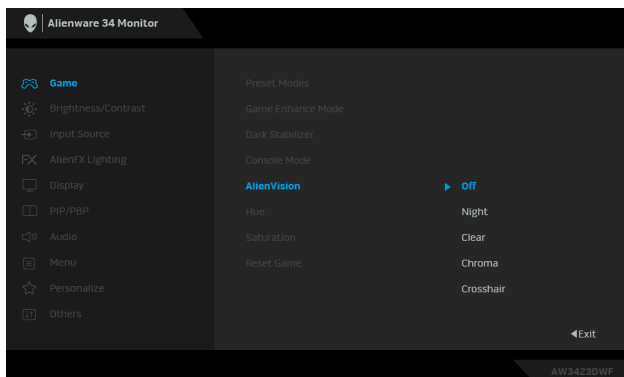 Alienware 34 Monitor
Game
Brightness/Contrast
Input Source
FX AlienFX Lighting
Display
PIP/PBP
Audio
Menu
Personalize
Others
Preset Modes
Game Enhance Mode
Dark Stabilizer
Console Mode
AlienVision
Hue
Saturation
Reset Game
Off
Night
Clear
Chroma
Crosshair
Exit
AW3423DWF